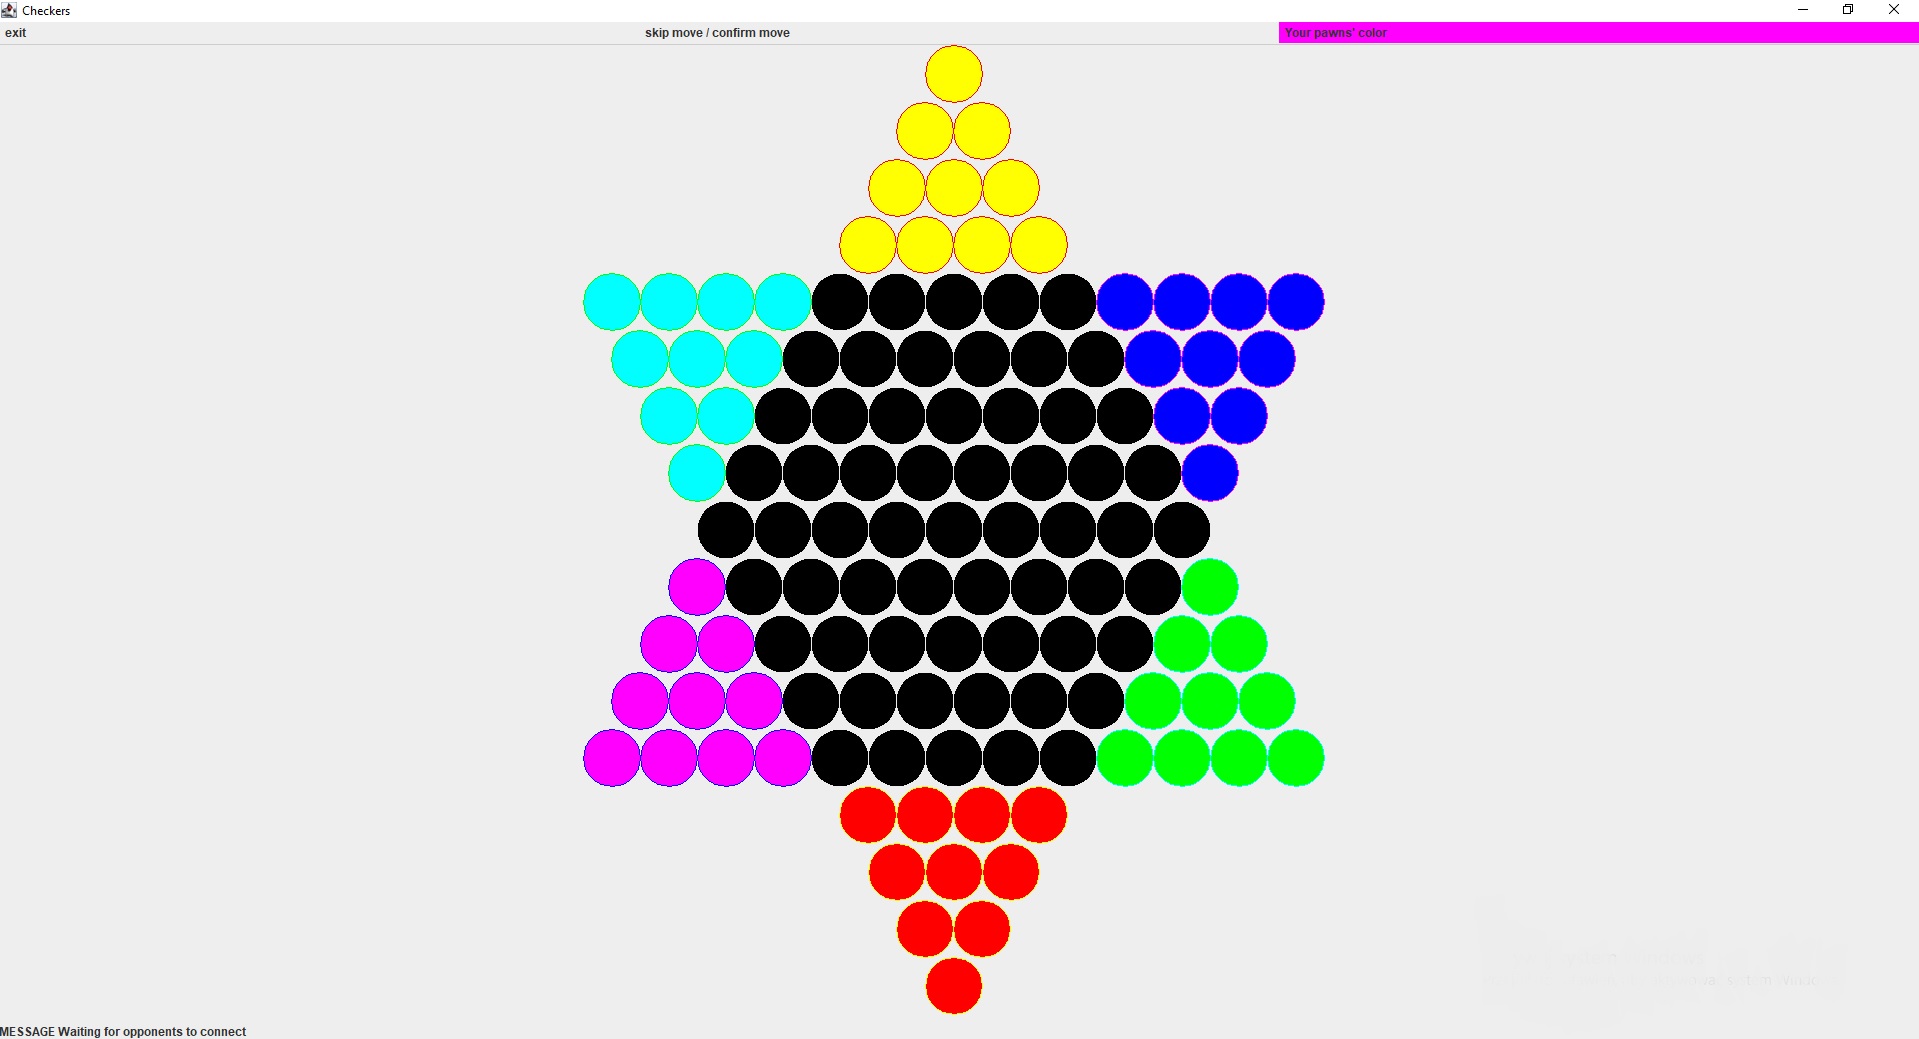 Checkers
exit
skip move / confirm move
Your pawns' color
MESSAGE Waiting for opponents to connect